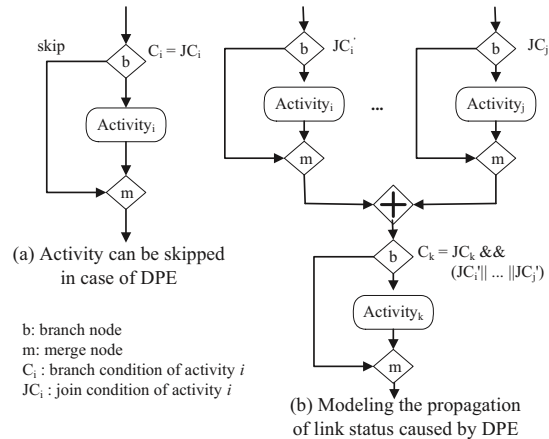 skip
b
C_i = JC_i
Activity_i
m
(a) Activity can be skipped
in case of DPE
b: branch node
m: merge node
C_i : branch condition of activity i
JC_i : join condition of activity i
b
JC_i'
Activity_i
m
...
b
JC_j
Activity_j
m
b
C_k = JC_k &&
(JC_i'|| ... ||JC_j')
Activity_k
m
(b) Modeling the propagation
of link status caused by DPE